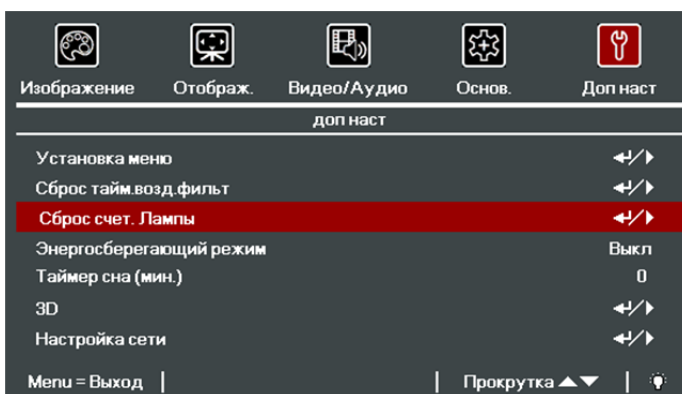 Изображение Отображ. Видео/Аудио Основ. Доп наст
доп наст
Установка меню
Сброс тайм.возд.фильт
Сброс счет. Лампы
Энергосберегающий режим Выкл
Таймер сна (мин.) 0
3D
Настройка сети
Menu = Выход Прокрутка